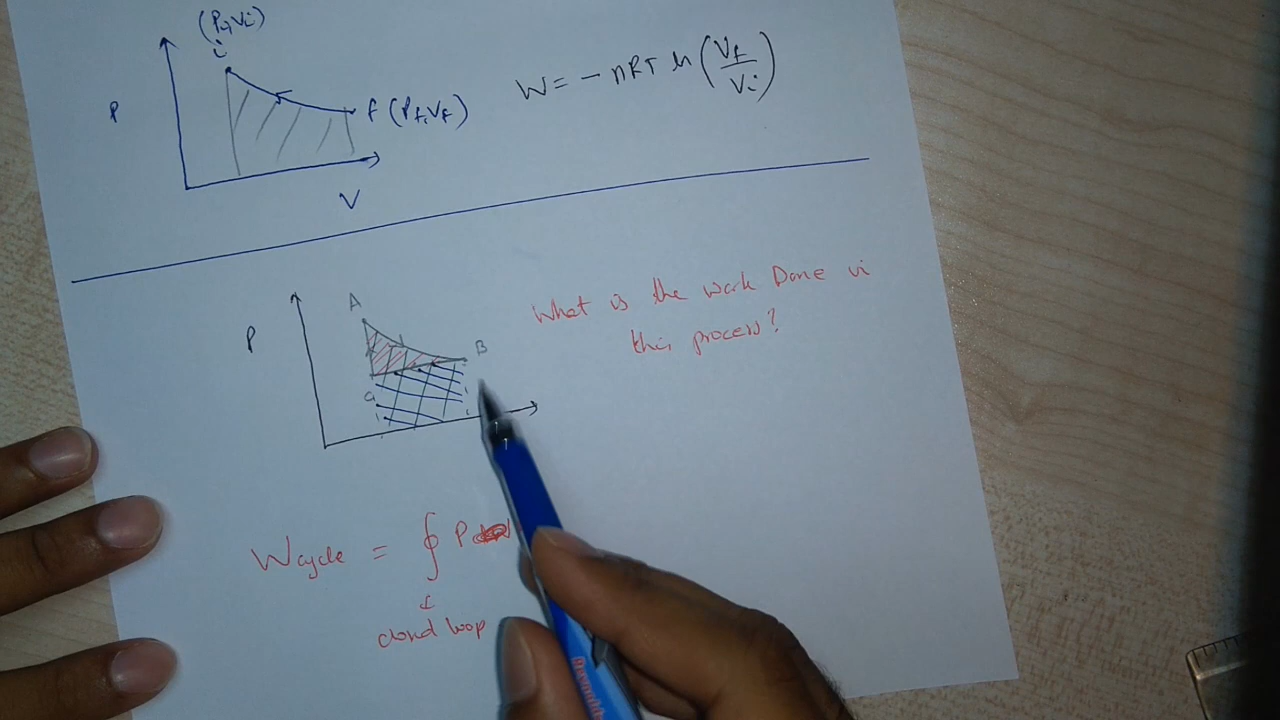 (Pi,Vi)
i
P
f (Pf,Vf)
V
W = - nRT ln (Vf/Vi)
A
B
P
What is the work Done in
this process?
Wcycle = ∮ P
closed loop
Reynolds